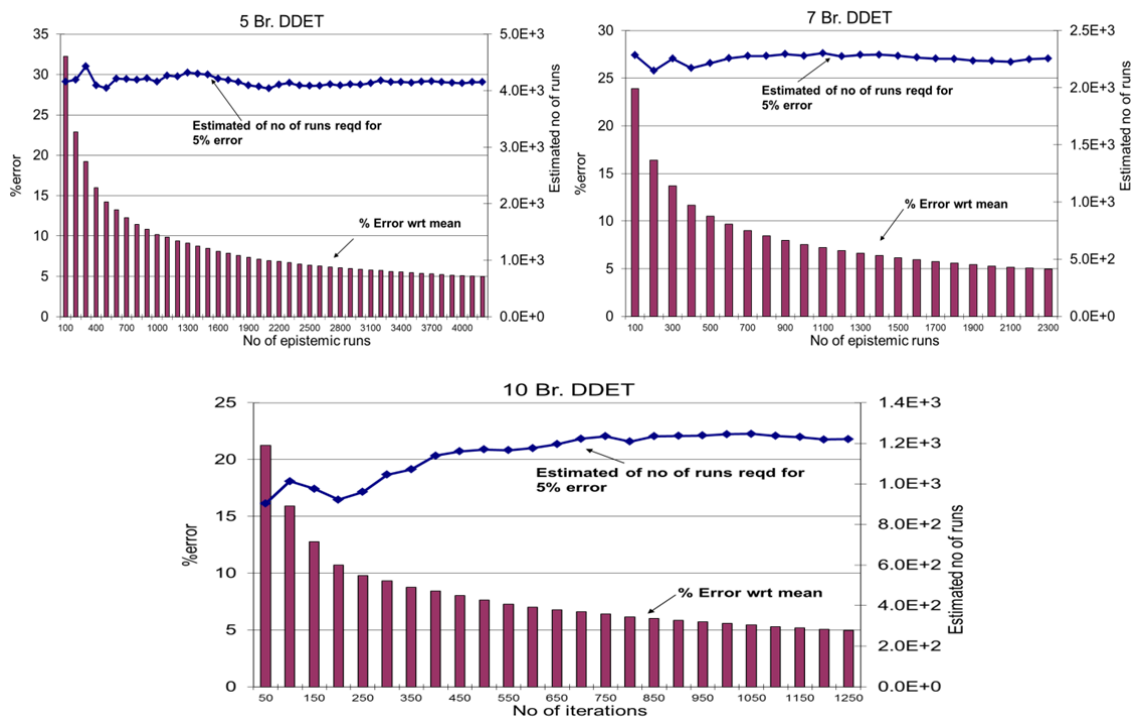 5 Br. DDET
35
30
25
20
15
10
5
0
%error
5.0E+3
4.0E+3
3.0E+3
2.0E+3
1.0E+3
0.0E+0
Estimated no of runs
Estimated of no of runs reqd for
5% error
% Error wrt mean
100 400 700 1000 1300 1600 1900 2200 2500 2800 3100 3400 3700 4000
No of epistemic runs
7 Br. DDET
30
25
20
15
10
5
0
%error
2.5E+3
2.0E+3
1.5E+3
1.0E+3
5.0E+2
0.0E+0
Estimated no of runs
Estimated of no of runs reqd for
5% error
% Error wrt mean
100 300 500 700 900 1100 1300 1500 1700 1900 2100 2300
No of epistemic runs
10 Br. DDET
25
20
15
10
5
0
%error
1.4E+3
1.2E+3
1.0E+3
8.0E+2
6.0E+2
4.0E+2
2.0E+2
0.0E+0
Estimated no of runs
Estimated of no of runs reqd for
5% error
% Error wrt mean
50 150 250 350 450 550 650 750 850 950 1050 1150 1250
No of iterations